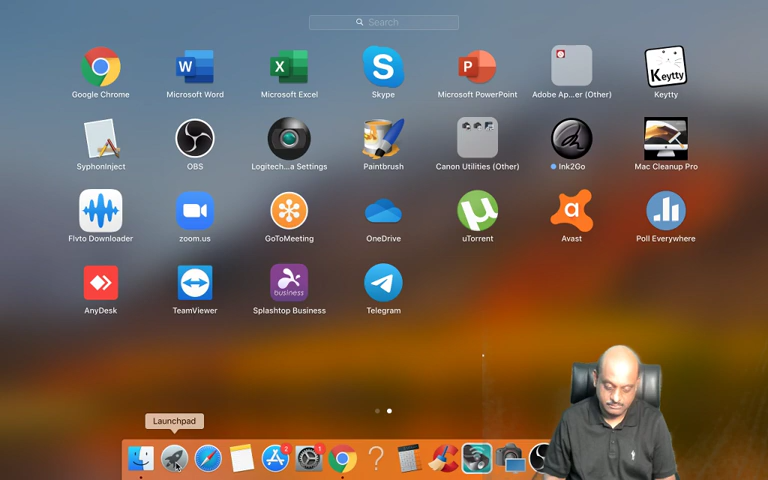 Search
Google Chrome
Microsoft Word
Microsoft Excel
Skype
Microsoft PowerPoint
Adobe Ap...er (Other)
Keytty
SyphonInject
OBS
Logitech...a Settings
Paintbrush
Canon Utilities (Other)
Ink2Go
Mac Cleanup Pro
Flvto Downloader
zoom.us
GoToMeeting
OneDrive
uTorrent
Avast
Poll Everywhere
AnyDesk
TeamViewer
Splashtop Business
Telegram
Launchpad
W
X
S
P
Keytty
µ
a
business
2
1
?